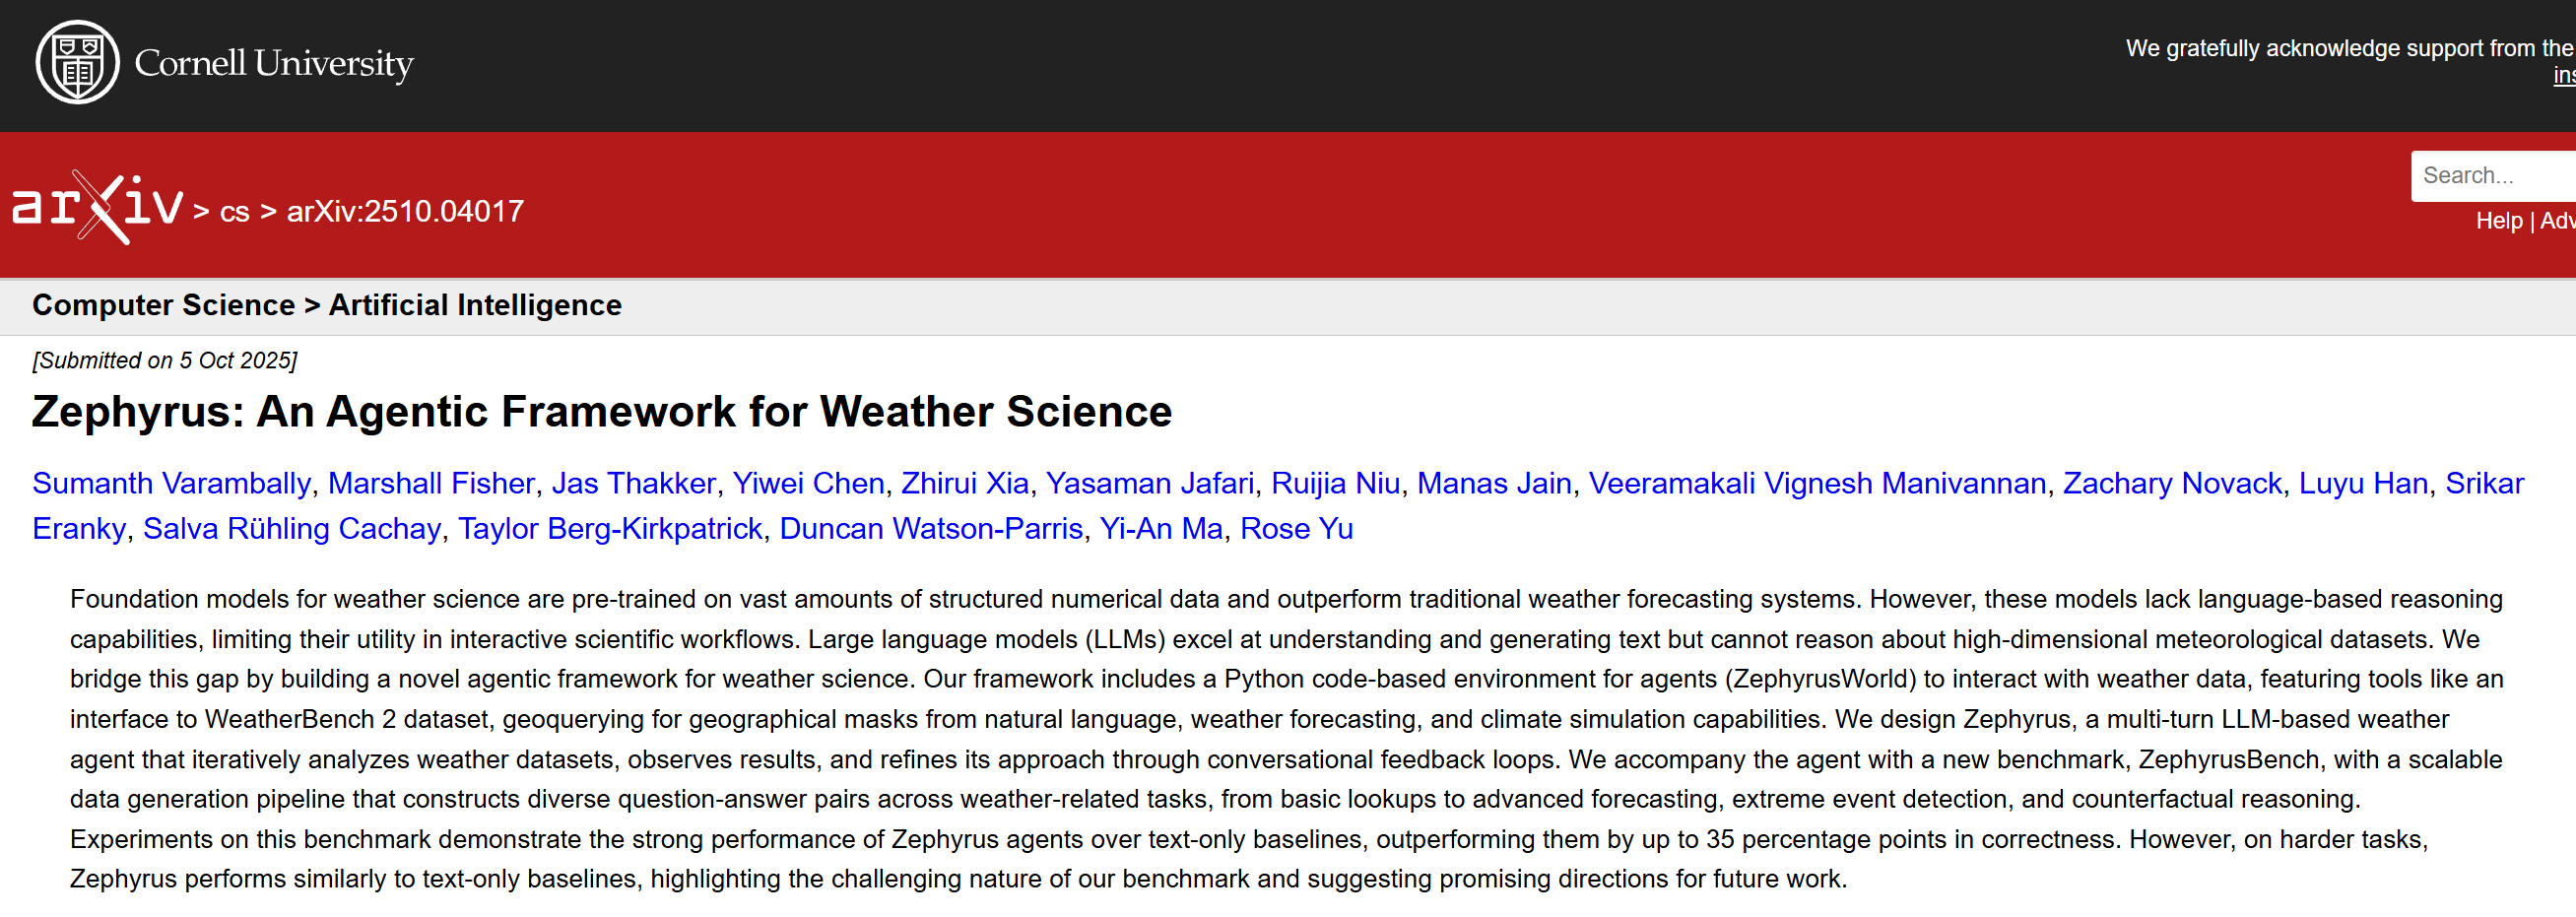 Cornell University
We gratefully acknowledge support from the
ins
arXiv > cs > arXiv:2510.04017
Search...
Help | Adv
Computer Science > Artificial Intelligence
[Submitted on 5 Oct 2025]
Zephyrus: An Agentic Framework for Weather Science
Sumanth Varambally, Marshall Fisher, Jas Thakker, Yiwei Chen, Zhirui Xia, Yasaman Jafari, Ruijia Niu, Manas Jain, Veeramakali Vignesh Manivannan, Zachary Novack, Luyu Han, Srikar
Eranky, Salva Rühling Cachay, Taylor Berg-Kirkpatrick, Duncan Watson-Parris, Yi-An Ma, Rose Yu
Foundation models for weather science are pre-trained on vast amounts of structured numerical data and outperform traditional weather forecasting systems. However, these models lack language-based reasoning
capabilities, limiting their utility in interactive scientific workflows. Large language models (LLMs) excel at understanding and generating text but cannot reason about high-dimensional meteorological datasets. We
bridge this gap by building a novel agentic framework for weather science. Our framework includes a Python code-based environment for agents (ZephyrusWorld) to interact with weather data, featuring tools like an
interface to WeatherBench 2 dataset, geoquerying for geographical masks from natural language, weather forecasting, and climate simulation capabilities. We design Zephyrus, a multi-turn LLM-based weather
agent that iteratively analyzes weather datasets, observes results, and refines its approach through conversational feedback loops. We accompany the agent with a new benchmark, ZephyrusBench, with a scalable
data generation pipeline that constructs diverse question-answer pairs across weather-related tasks, from basic lookups to advanced forecasting, extreme event detection, and counterfactual reasoning.
Experiments on this benchmark demonstrate the strong performance of Zephyrus agents over text-only baselines, outperforming them by up to 35 percentage points in correctness. However, on harder tasks,
Zephyrus performs similarly to text-only baselines, highlighting the challenging nature of our benchmark and suggesting promising directions for future work.